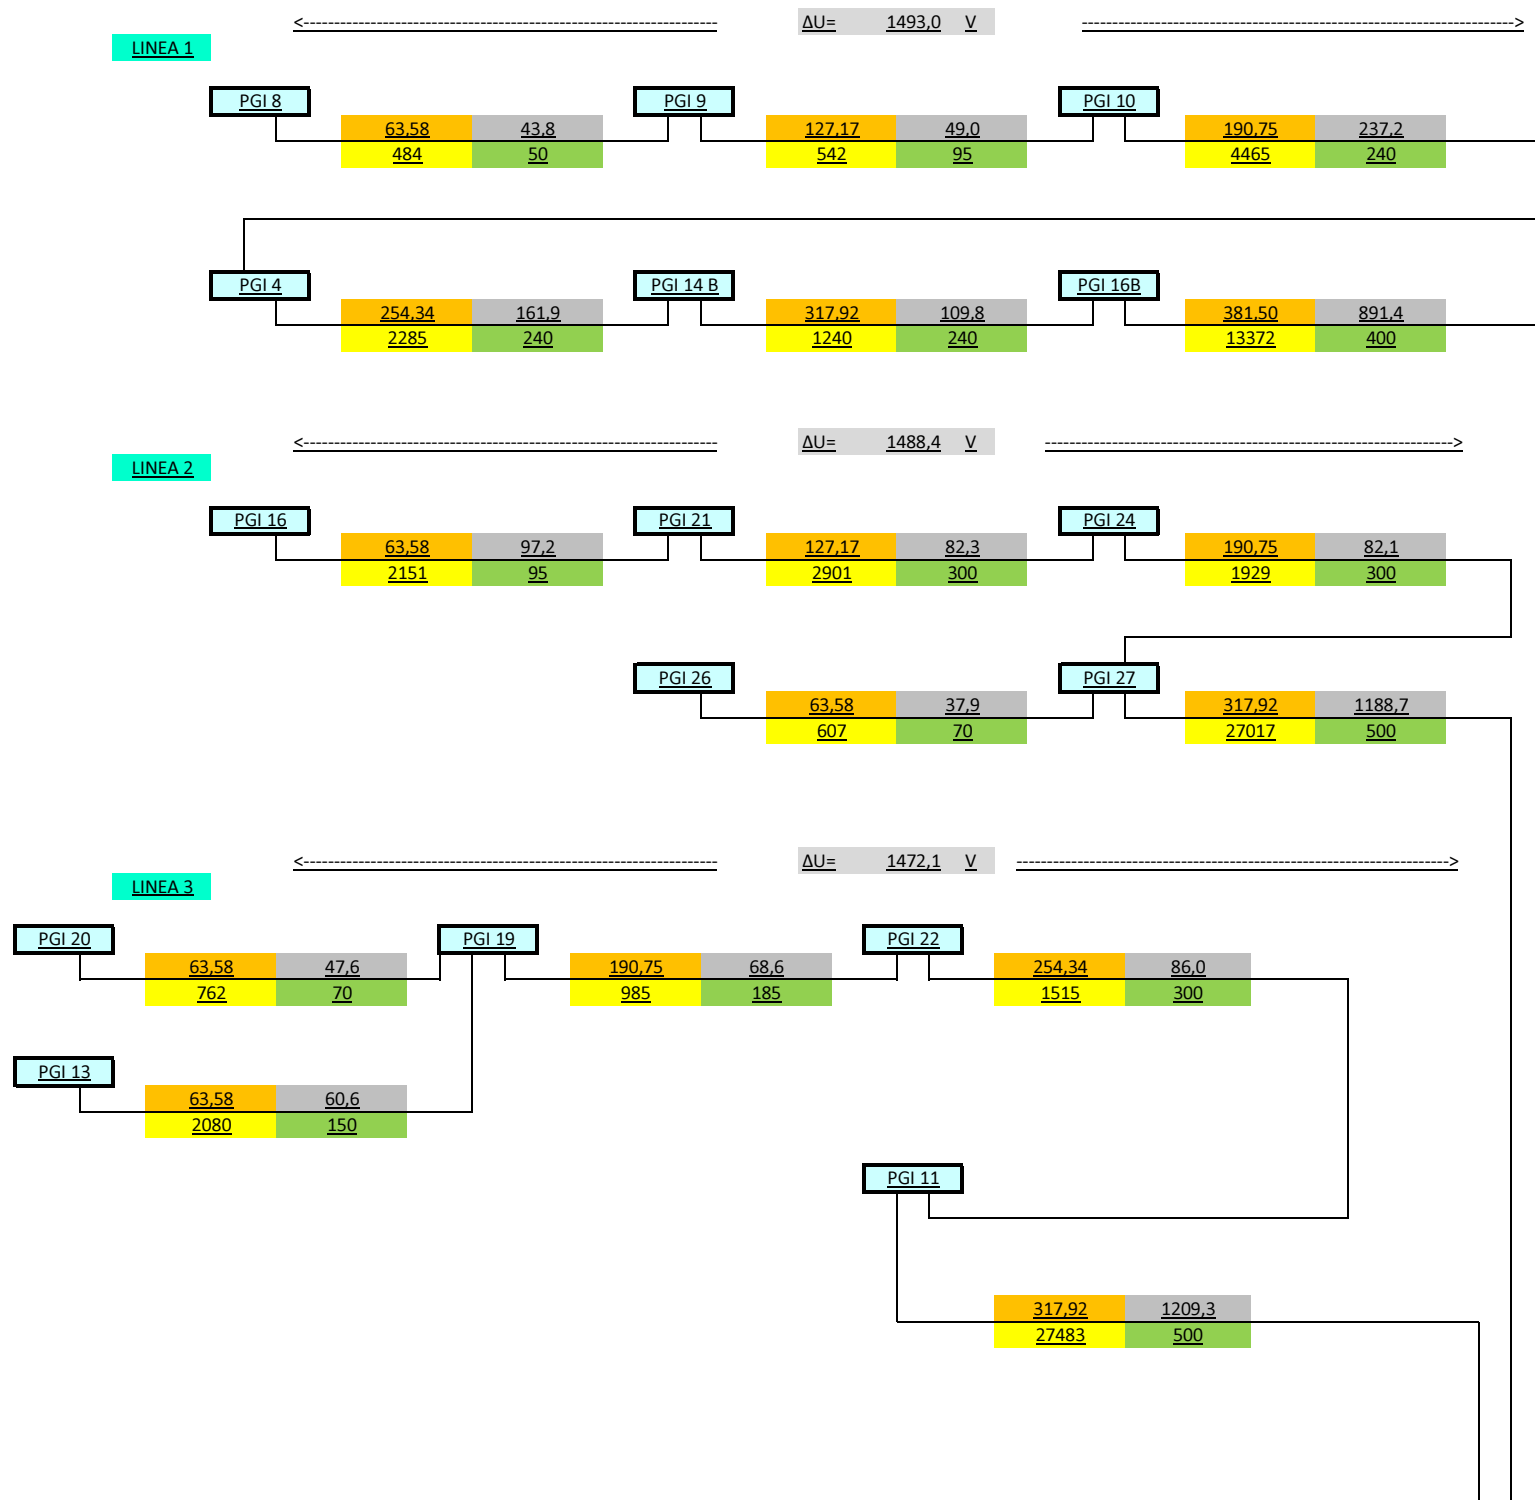 <----------------------------------------------------------------------- ΔU= 1493,0 V ----------------------------------------------------------------------->
LINEA 1
PGI 8 PGI 9 PGI 10
63,58 43,8 127,17 49,0 190,75 237,2
484 50 542 95 4465 240
PGI 4 PGI 14 B PGI 16B
254,34 161,9 317,92 109,8 381,50 891,4
2285 240 1240 240 13372 400
<----------------------------------------------------------------------- ΔU= 1488,4 V ----------------------------------------------------------------------->
LINEA 2
PGI 16 PGI 21 PGI 24
63,58 97,2 127,17 82,3 190,75 82,1
2151 95 2901 300 1929 300
PGI 26 PGI 27
63,58 37,9 317,92 1188,7
607 70 27017 500
<----------------------------------------------------------------------- ΔU= 1472,1 V ----------------------------------------------------------------------->
LINEA 3
PGI 20 PGI 19 PGI 22
63,58 47,6 190,75 68,6 254,34 86,0
762 70 985 185 1515 300
PGI 13
63,58 60,6
2080 150
PGI 11
317,92 1209,3
27483 500